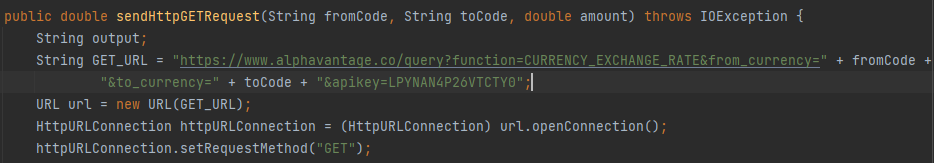 public double sendHttpGETRequest(String fromCode, String toCode, double amount) throws IOException {
String output;
String GET_URL = "https://www.alphavantage.co/query?function=CURRENCY_EXCHANGE_RATE&from_currency=" + fromCode +
"&to_currency=" + toCode + "&apikey=LPYNAN4P26VTCTY0";
URL url = new URL(GET_URL);
HttpURLConnection httpURLConnection = (HttpURLConnection) url.openConnection();
httpURLConnection.setRequestMethod("GET");